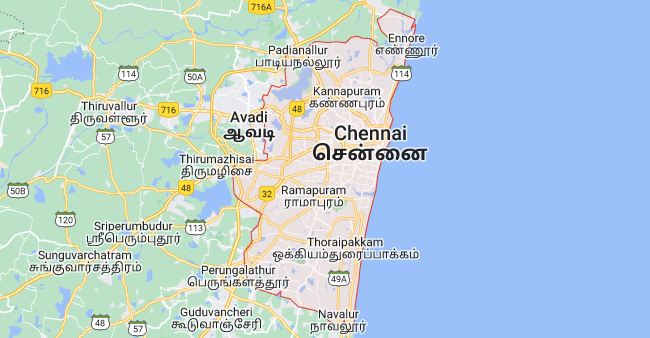 716A
Ennore
எண்ணூர்
Padianallur
பாடியநல்லூர்
114
50A
114
716
Kannapuram
கண்ணபுரம்
Thiruvallur
திருவள்ளூர்
716
48
Avadi
ஆவடி
57
Chennai
சென்னை
Thirumazhisai
திருமழிசை
50B
48
32
Ramapuram
ராமாபுரம்
120
113
Sriperumbudur
ஸ்ரீபெரும்புதூர்
Thoraipakkam
ஒக்கியம்துரைப்பாக்கம்
Sunguvarchatram
சுங்குவார்சத்திரம்
Perungalathur
பெருங்களத்தூர்
49A
Guduvancheri
கூடுவாஞ்சேரி
48
57
Navalur
நாவலூர்